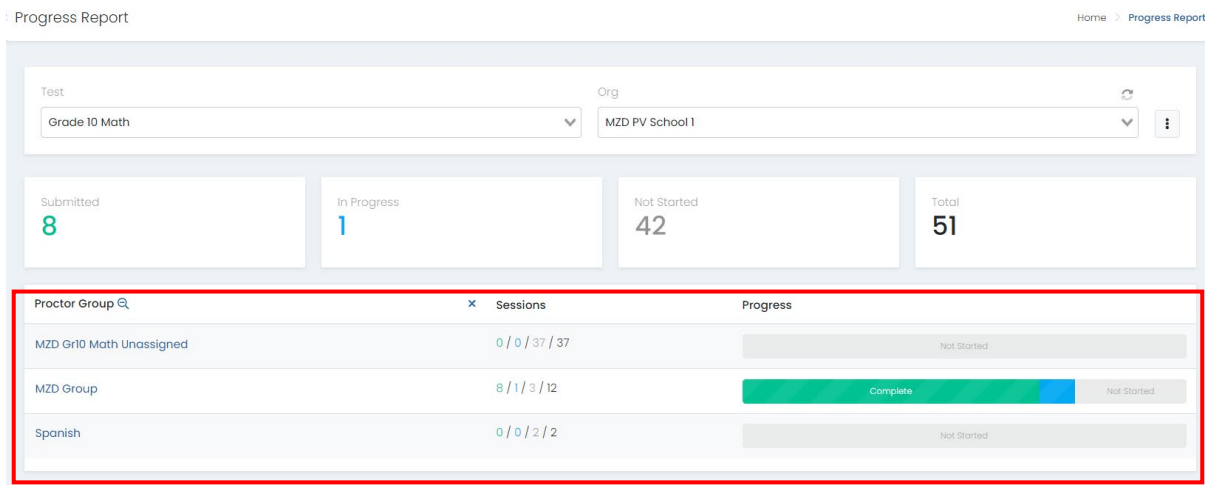 Progress Report
Home > Progress Report
Test
Org
Grade 10 Math
MZD PV School 1
Submitted
In Progress
Not Started
Total
8
1
42
51
Proctor Group
×
Sessions
Progress
MZD Gr10 Math Unassigned
0 / 0 / 37 / 37
Not Started
MZD Group
8 / 1 / 3 / 12
Complete
Not Started
Spanish
0 / 0 / 2 / 2
Not Started